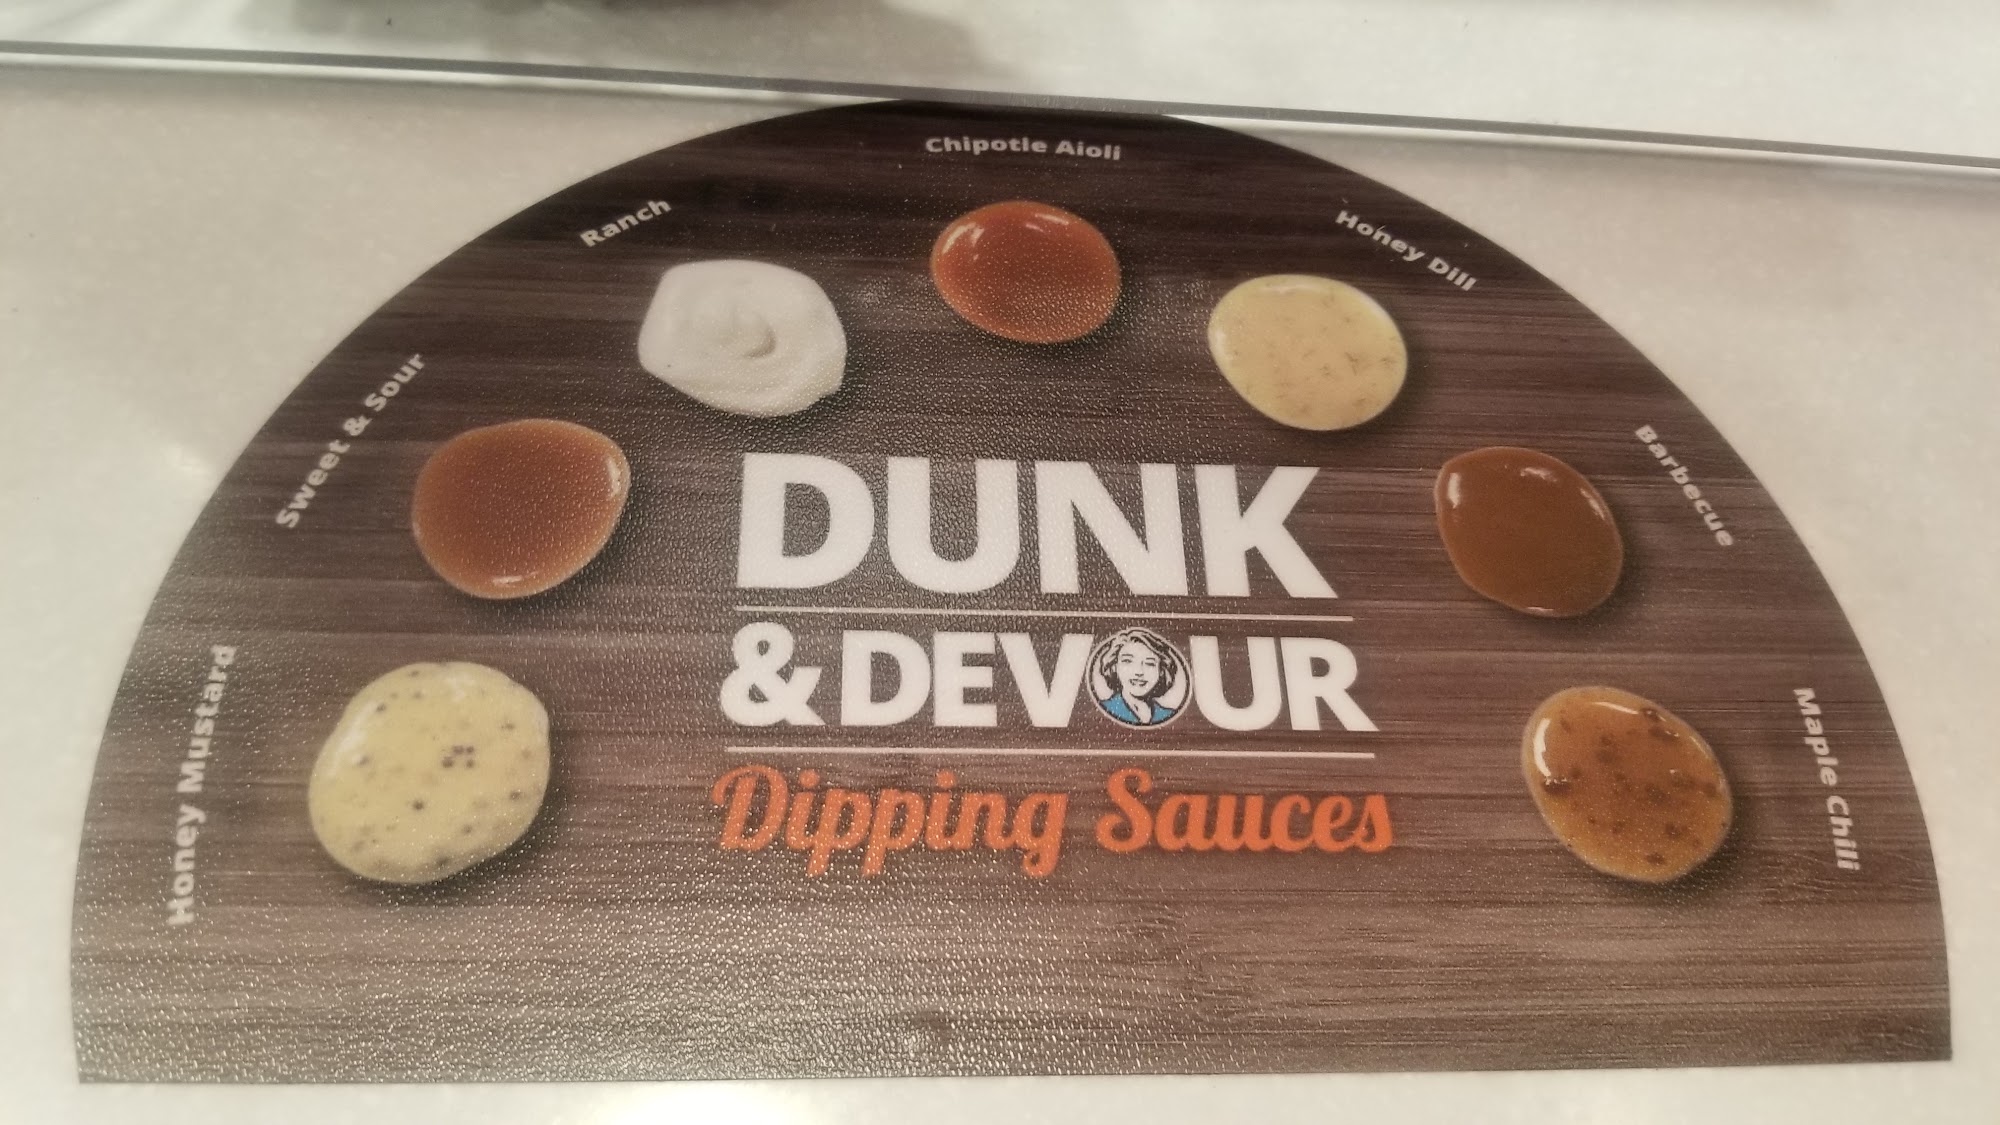 Chipotle Aioli
Ranch
Honey Dill
Sweet & Sour
Barbecue
Honey Mustard
Maple Chili
DUNK
& DEVOUR
Dipping Sauces